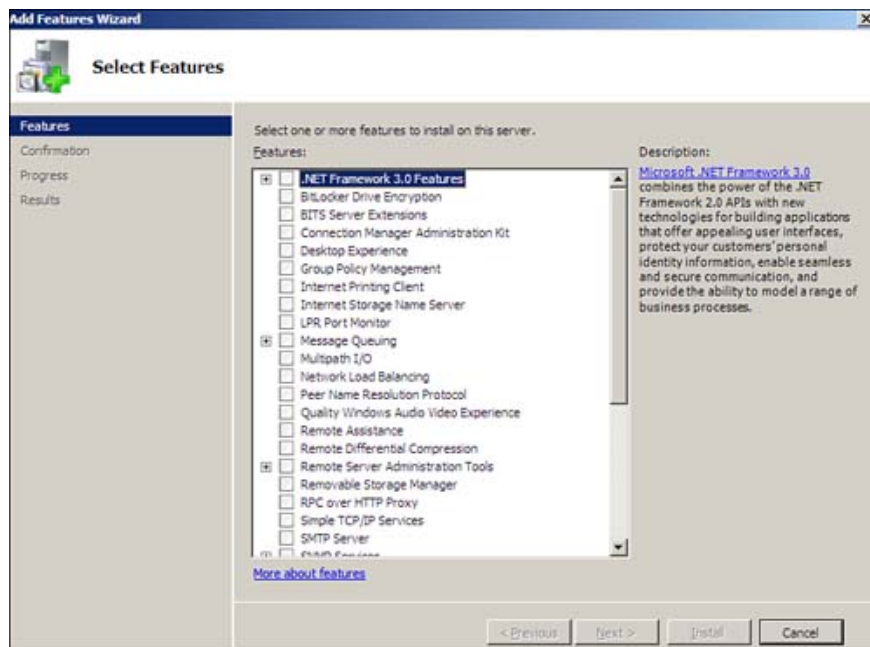 Add Features Wizard
Select Features
Features
Confirmation
Progress
Results
Select one or more features to install on this server.
Features:
.NET Framework 3.0 Features
BitLocker Drive Encryption
BITS Server Extensions
Connection Manager Administration Kit
Desktop Experience
Group Policy Management
Internet Printing Client
Internet Storage Name Server
LPR Port Monitor
Message Queuing
Multipath I/O
Network Load Balancing
Peer Name Resolution Protocol
Quality Windows Audio Video Experience
Remote Assistance
Remote Differential Compression
Remote Server Administration Tools
Removable Storage Manager
RPC over HTTP Proxy
Simple TCP/IP Services
SMTP Server
SNMP Services
More about features
Description:
Microsoft .NET Framework 3.0
combines the power of the .NET
Framework 2.0 APIs with new
technologies for building applications
that offer appealing user interfaces,
protect your customers' personal
identity information, enable seamless
and secure communication, and
provide the ability to model a range of
business processes.
< Previous
Next >
Install
Cancel